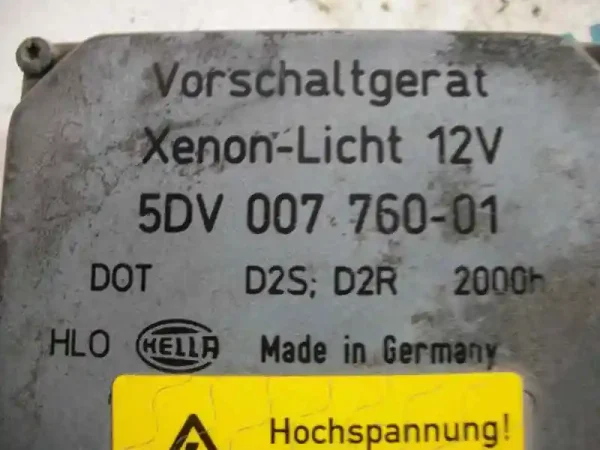 Vorschaltgerät
Xenon-Licht 12V
5DV 007 760-01
DOT D2S; D2R 2000h
HLO HELLA Made in Germany
Hochspannung!